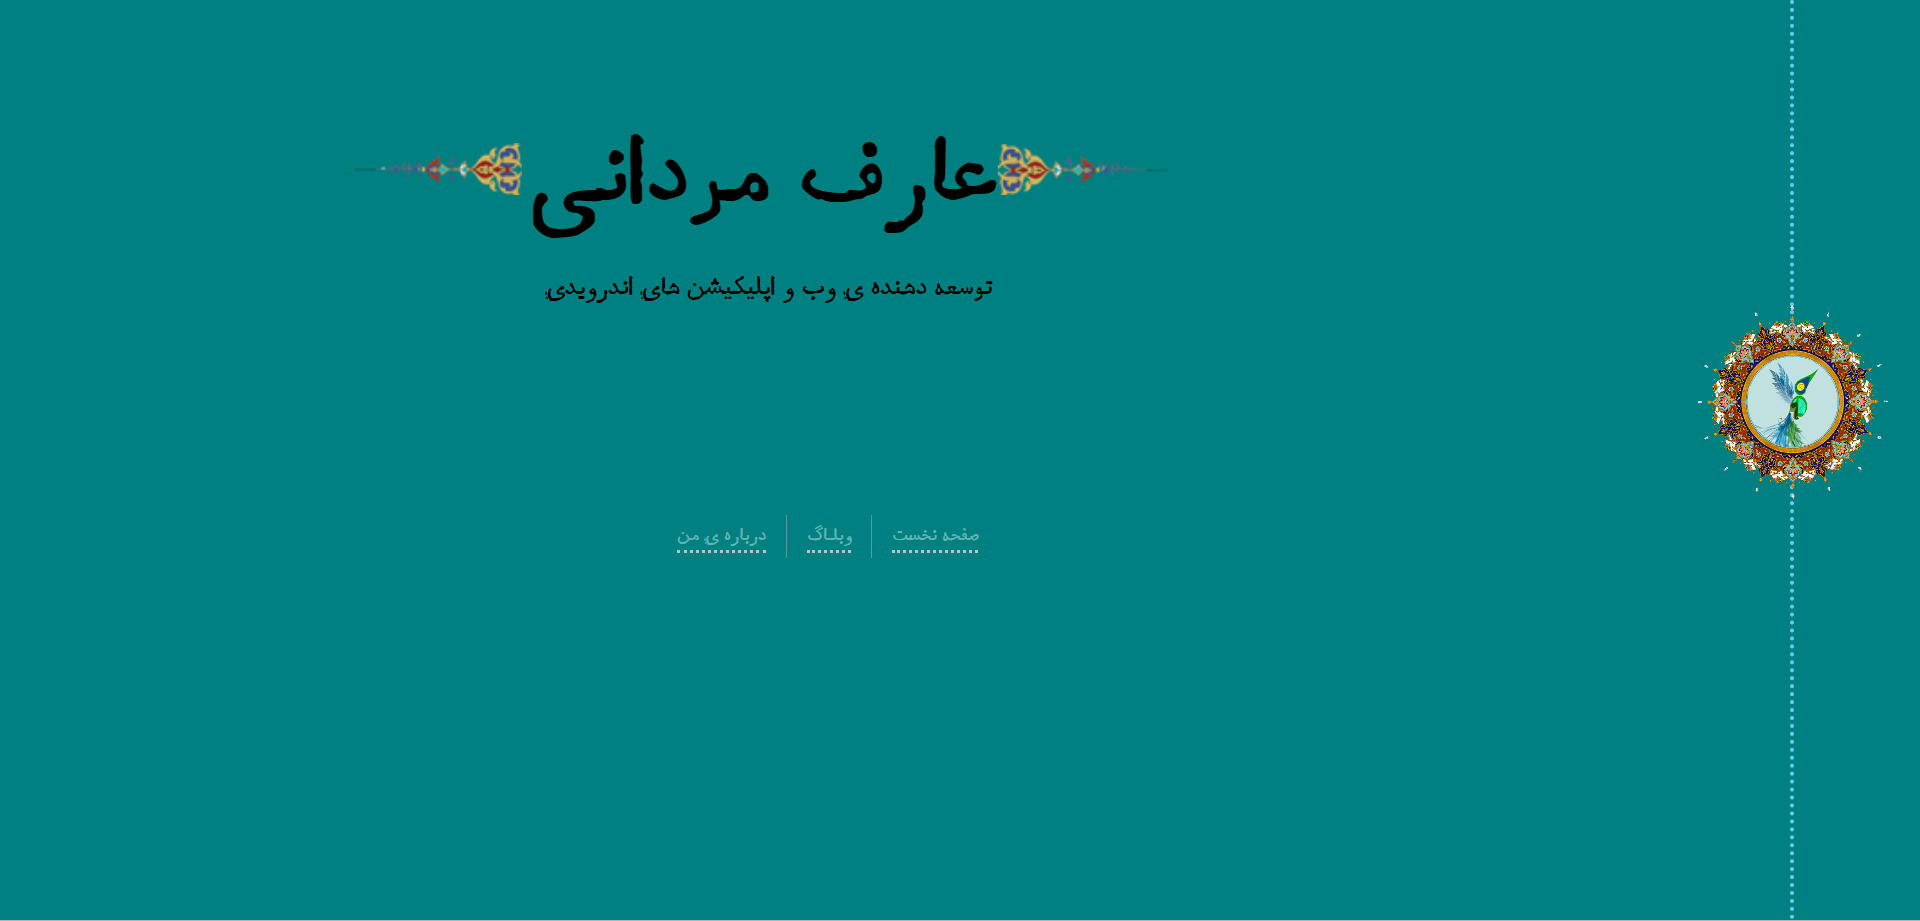 عارف مردانی
توسعه دهنده ی وب و اپلیکیشن های اندرویدی
صفحه نخست
وبلاگ
درباره ی من